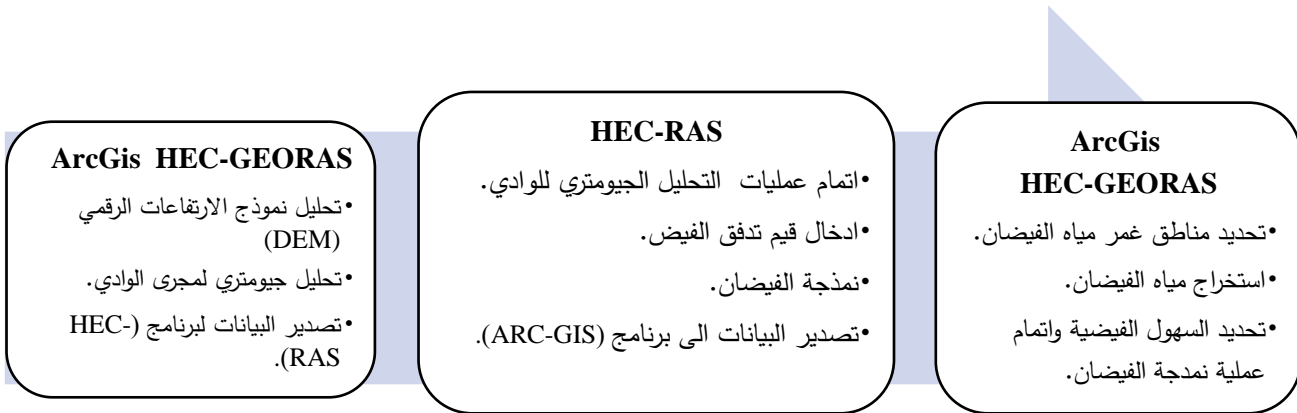 ArcGis HEC-GEORAS
•تحليل نموذج الارتفاعات الرقمي
(DEM)
•تحليل جيومتري لمجرى الوادي.
•تصدير البيانات لبرنامج (HEC-
RAS).
HEC-RAS
•اتمام عمليات التحليل الجيومتري للوادي.
•ادخال قيم تدفق الفيض.
•نمذجة الفيضان.
•تصدير البيانات الى برنامج (ARC-GIS).
ArcGis
HEC-GEORAS
•تحديد مناطق غمر مياه الفيضان.
•استخراج مياه الفيضان.
•تحديد السهول الفيضية واتمام
عملية نمدجة الفيضان.